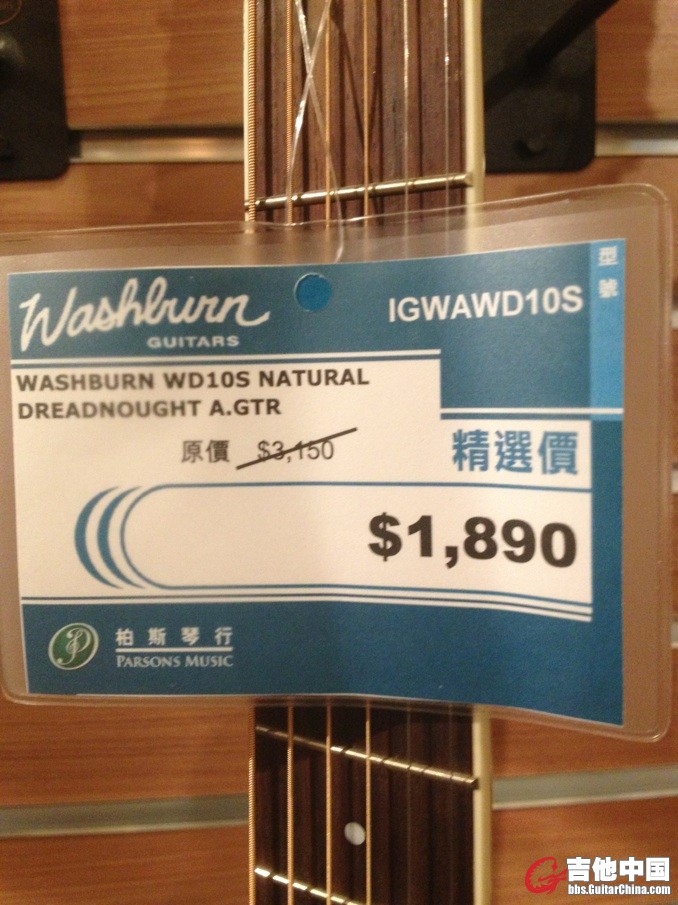 Washburn
GUITARS
IGWAWD10S
型號
WASHBURN WD10S NATURAL
DREADNOUGHT A.GTR
原價 $3,150
精選價
$1,890
柏斯琴行
PARSONS MUSIC
吉他中国
bbs.GuitarChina.com